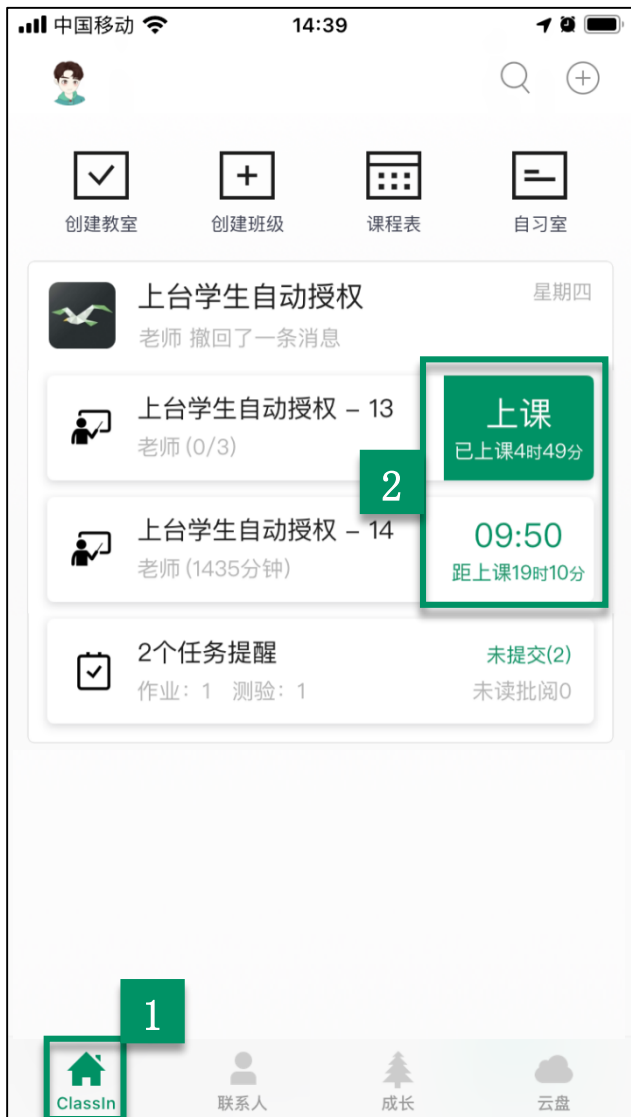 中国移动 14:39
创建教室 创建班级 课程表 自习室
上台学生自动授权 星期四
老师 撤回了一条消息
上台学生自动授权 – 13 上课
老师 (0/3) 已上课4时49分
2
上台学生自动授权 – 14 09:50
老师 (1435分钟) 距上课19时10分
2个任务提醒 未提交(2)
作业：1 测验：1 未读批阅0
1
ClassIn 联系人 成长 云盘